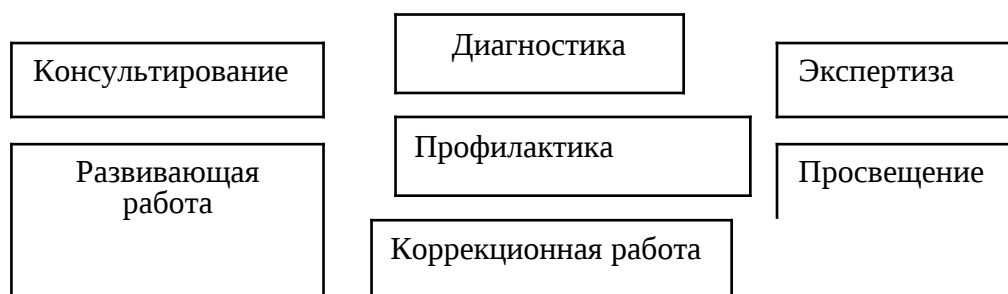 Диагностика
Консультирование
Экспертиза
Профилактика
Развивающая
работа
Просвещение
Коррекционная работа